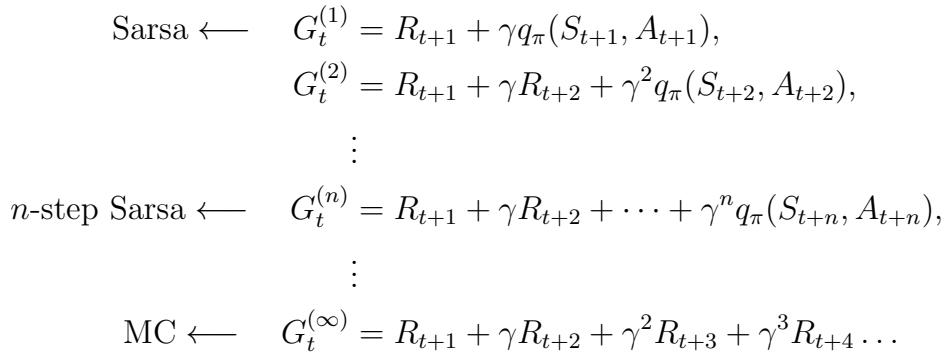 Sarsa ⟵ G_t^{(1)} = R_{t+1} + γq_π(S_{t+1}, A_{t+1}),
G_t^{(2)} = R_{t+1} + γR_{t+2} + γ^2 q_π(S_{t+2}, A_{t+2}),
⋮
n-step Sarsa ⟵ G_t^{(n)} = R_{t+1} + γR_{t+2} + ⋯ + γ^n q_π(S_{t+n}, A_{t+n}),
⋮
MC ⟵ G_t^{(∞)} = R_{t+1} + γR_{t+2} + γ^2 R_{t+3} + γ^3 R_{t+4} …